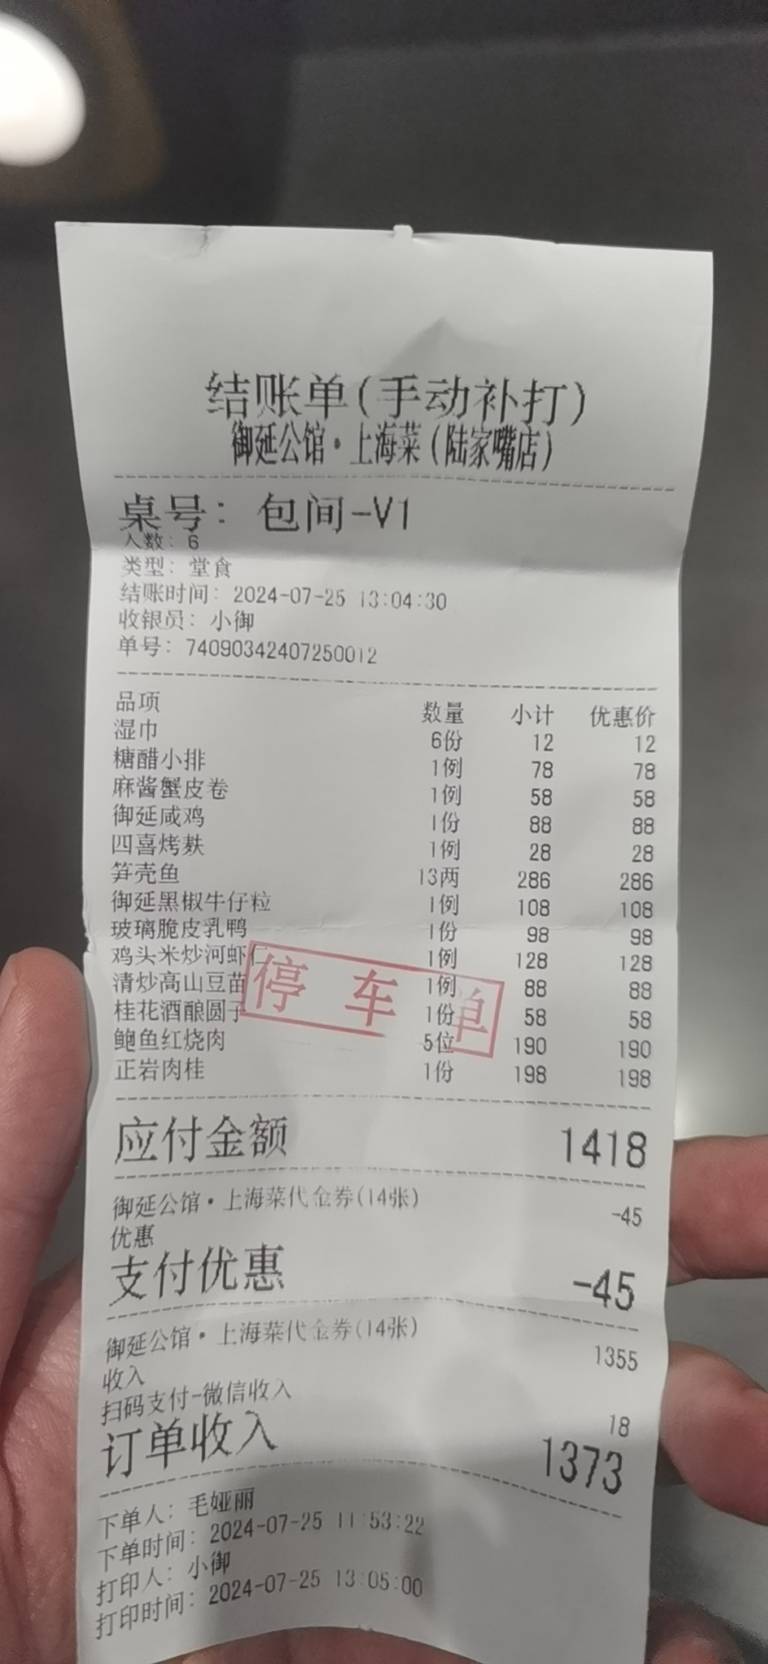 结账单(手动补打)
御延公馆·上海菜(陆家嘴店)
桌号: 包间-V1
人数: 6
类型: 堂食
结账时间: 2024-07-25 13:04:30
收银员: 小御
单号: 74090342407250012
品项 数量 小计 优惠价
湿巾 6份 12 12
糖醋小排 1例 78 78
麻酱蟹皮卷 1例 58 58
御延咸鸡 1份 88 88
四喜烤麸 1例 28 28
笋壳鱼 13两 286 286
御延黑椒牛仔粒 1例 108 108
玻璃脆皮乳鸭 1份 98 98
鸡头米炒河虾仁 1例 128 128
清炒高山豆苗 1例 88 88
桂花酒酿圆子 1份 58 58
鲍鱼红烧肉 5位 190 190
正岩肉桂 1份 198 198
停车单
应付金额 1418
御延公馆·上海菜代金券(14张) -45
优惠
支付优惠 -45
御延公馆·上海菜代金券(14张) 1355
收入
扫码支付-微信收入 18
订单收入 1373
下单人: 毛娅丽
下单时间: 2024-07-25 11:53:22
打印人: 小御
打印时间: 2024-07-25 13:05:00